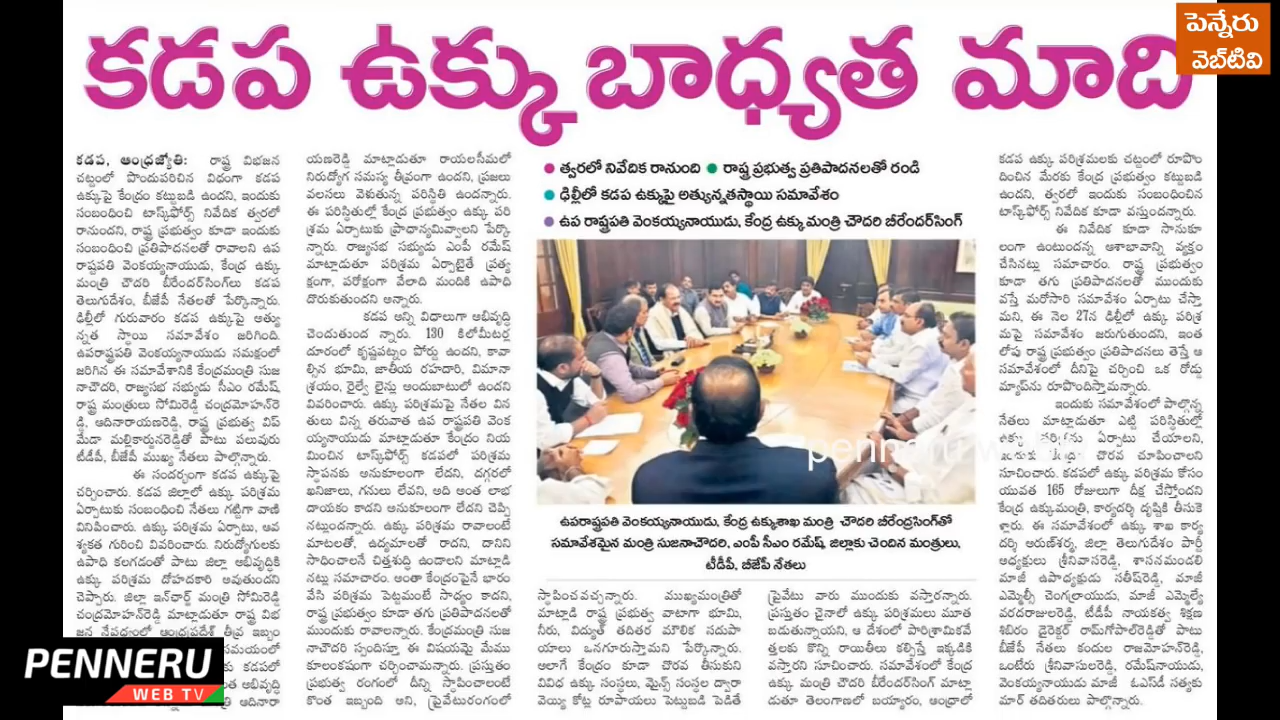 పెన్నేరు
వెబ్‌టివి
కడప ఉక్కు బాధ్యత మాది
కడప, ఆంధ్రజ్యోతి: రాష్ట్ర విభజన
చట్టంలో పొందుపరిచిన విధంగా కడప
ఉక్కుపై కేంద్రం కట్టుబడి ఉందని, ఇందుకు
సంబంధించి టాస్క్‌ఫోర్స్ నివేదిక త్వరలో
రానుందని, రాష్ట్ర ప్రభుత్వం కూడా ఇందుకు
సంబంధించి ప్రతిపాదనలతో రావాలని ఉప
రాష్ట్రపతి వెంకయ్యనాయుడు, కేంద్ర ఉక్కు
మంత్రి చౌదరి బీరేందర్‌సింగ్‌లు కడప
తెలుగుదేశం, బీజేపీ నేతలతో పేర్కొన్నారు.
ఢిల్లీలో గురువారం కడప ఉక్కుపై అత్యు
న్నత స్థాయి సమావేశం జరిగింది.
ఉపరాష్ట్రపతి వెంకయ్యనాయుడు సమక్షంలో
జరిగిన ఈ సమావేశానికి కేంద్రమంత్రి సుజ
నాచౌదరి, రాజ్యసభ సభ్యుడు సీఎం రమేష్,
రాష్ట్ర మంత్రులు సోమిరెడ్డి చంద్రమోహన్‌రె
డ్డి, ఆదినారాయణరెడ్డి, రాష్ట్ర ప్రభుత్వ విప్
మేడా మల్లికార్జునరెడ్డితో పాటు పలువురు
టీడీపీ, బీజేపీ ముఖ్య నేతలు పాల్గొన్నారు.
ఈ సందర్భంగా కడప ఉక్కుపై
చర్చించారు. కడప జిల్లాలో ఉక్కు పరిశ్రమ
ఏర్పాటుకు సంబంధించి నేతలు గట్టిగా వాణి
వినిపించారు. ఉక్కు పరిశ్రమ ఏర్పాటు, ఆవ
శ్యకత గురించి వివరించారు. నిరుద్యోగులకు
ఉపాధి కలగడంతో పాటు జిల్లా అభివృద్ధికి
ఉక్కు పరిశ్రమ దోహదకారి అవుతుందని
చెప్పారు. జిల్లా ఇన్‌ఛార్జ్ మంత్రి సోమిరెడ్డి
చంద్రమోహన్‌రెడ్డి మాట్లాడుతూ రాష్ట్ర విభ
జన నేపథ్యంలో ఆంధ్రప్రదేశ్ తీవ్ర ఇబ్బం
సమయంలో
కడపలో
అభివృద్ధి
ఆదినారా
యణరెడ్డి మాట్లాడుతూ రాయలసీమలో
నిరుద్యోగ సమస్య తీవ్రంగా ఉందని, ప్రజలు
వలసలు వెళుతున్న పరిస్థితి ఉందన్నారు.
ఈ పరిస్థితుల్లో కేంద్ర ప్రభుత్వం ఉక్కు పరి
శ్రమ ఏర్పాటుకు ప్రాధాన్యమివ్వాలని పేర్కొ
న్నారు. రాజ్యసభ సభ్యుడు ఎంపీ రమేష్
మాట్లాడుతూ పరిశ్రమ ఏర్పాటైతే ప్రత్య
క్షంగా, పరోక్షంగా వేలాది మందికి ఉపాధి
దొరుకుతుందని అన్నారు.
కడప అన్ని విధాలుగా అభివృద్ధి
చెందుతుంద న్నారు. 130 కిలోమీటర్ల
దూరంలో కృష్ణపట్నం పోర్టు ఉందని, కావా
ల్సిన భూమి, జాతీయ రహదారి, విమానా
శ్రయం, రైల్వే లైన్లు అందుబాటులో ఉందని
వివరించారు. ఉక్కు పరిశ్రమపై నేతల విన
తులు విన్న తరువాత ఉప రాష్ట్రపతి వెంక
య్యనాయుడు మాట్లాడుతూ కేంద్రం నియ
మించిన టాస్క్‌ఫోర్స్ కడపలో పరిశ్రమ
స్థాపనకు అనుకూలంగా లేదని, దగ్గరలో
ఖనిజాలు, గనులు లేవని, అది అంత లాభ
దాయకం కాదని అనుకూలంగా లేదని చెప్పి
నట్లుందన్నారు. ఉక్కు పరిశ్రమ రావాలంటే
మాటలతో, ఉద్యమాలతో రాదని, దానిని
సాధించాలనే చిత్తశుద్ధి ఉండాలని మాట్లాడి
నట్లు సమాచారం. అంతా కేంద్రంపైనే భారం
వేసి పరిశ్రమ పెట్టమంటే సాధ్యం కాదని,
రాష్ట్ర ప్రభుత్వం కూడా తగు ప్రతిపాదనలతో
ముందుకు రావాలన్నారు. కేంద్రమంత్రి సుజ
నాచౌదరి స్పందిస్తూ ఈ విషయమై మేము
కూలంకషంగా చర్చించామన్నారు. ప్రస్తుతం
ప్రభుత్వ రంగంలో దీన్ని స్థాపించాలంటే
కొంత ఇబ్బంది అని, ప్రైవేటురంగంలో
త్వరలో నివేదిక రానుంది రాష్ట్ర ప్రభుత్వ ప్రతిపాదనలతో రండి
ఢిల్లీలో కడప ఉక్కుపై అత్యున్నతస్థాయి సమావేశం
ఉప రాష్ట్రపతి వెంకయ్యనాయుడు, కేంద్ర ఉక్కుమంత్రి చౌదరి బీరేందర్‌సింగ్
ఉపరాష్ట్రపతి వెంకయ్యనాయుడు, కేంద్ర ఉక్కుశాఖ మంత్రి చౌదరి బీరేంద్రసింగ్‌తో
సమావేశమైన మంత్రి సుజనాచౌదరి, ఎంపీ సీఎం రమేష్, జిల్లాకు చెందిన మంత్రులు,
టీడీపీ, బీజేపీ నేతలు
స్థాపించవచ్చన్నారు. ముఖ్యమంత్రితో
మాట్లాడి రాష్ట్ర ప్రభుత్వ వాటాగా భూమి,
నీరు, విద్యుత్ తదితర మౌలిక సదుపా
యాలు ఒనగూరుస్తామని పేర్కొన్నారు.
అలాగే కేంద్రం కూడా చొరవ తీసుకుని
వివిధ ఉక్కు సంస్థలు, మైన్స్ సంస్థల ద్వారా
వెయ్యి కోట్ల రూపాయలు పెట్టుబడి పెడితే
ప్రైవేటు వారు ముందుకు వస్తారన్నారు.
ప్రస్తుతం చైనాలో ఉక్కు పరిశ్రమలు మూత
బడుతున్నాయని, ఆ దేశంలో పారిశ్రామికవే
త్తలకు కొన్ని రాయితీలు కల్పిస్తే ఇక్కడికి
వస్తారని సూచించారు. సమావేశంలో కేంద్ర
ఉక్కు మంత్రి చౌదరి బీరేందర్‌సింగ్ మాట్లా
డుతూ తెలంగాణలో బయ్యారం, ఆంధ్రాలో
కడప ఉక్కు పరిశ్రమలకు చట్టంలో రూపొం
దించిన మేరకు కేంద్ర ప్రభుత్వం కట్టుబడి
ఉందని, త్వరలో ఇందుకు సంబంధించిన
టాస్క్‌ఫోర్స్ నివేదిక కూడా వస్తుందన్నారు.
ఈ నివేదిక కూడా సానుకూ
లంగా ఉంటుందన్న ఆశాభావాన్ని వ్యక్తం
చేసినట్లు సమాచారం. రాష్ట్ర ప్రభుత్వం
కూడా తగు ప్రతిపాదనలతో ముందుకు
వస్తే మరోసారి సమావేశం ఏర్పాటు చేస్తా
మని, ఈ నెల 27న ఢిల్లీలో ఉక్కు పరిశ్ర
మపై సమావేశం జరుగుతుందని, ఇంత
లోపు రాష్ట్ర ప్రభుత్వం ప్రతిపాదనలు తెస్తే ఆ
సమావేశంలో దీనిపై చర్చించి ఒక రోడ్డు
మ్యాప్‌ను రూపొందిస్తామన్నారు.
ఇందుకు సమావేశంలో పాల్గొన్న
నేతలు మాట్లాడుతూ ఎట్టి పరిస్థితుల్లో
ఉక్కు పరిశ్రమ ఏర్పాటు చేయాలని,
చొరవ చూపాలని
సూచించారు. కడపలో ఉక్కు పరిశ్రమ కోసం
యువత 165 రోజులుగా దీక్ష చేస్తోందని
కేంద్ర ఉక్కుమంత్రి, కార్యదర్శి దృష్టికి తీసుకె
ళ్లారు. ఈ సమావేశంలో ఉక్కు శాఖ కార్య
దర్శి అరుణ్‌శర్మ, జిల్లా తెలుగుదేశం పార్టీ
అధ్యక్షులు శ్రీనివాసరెడ్డి, శాసనమండలి
మాజీ ఉపాధ్యక్షుడు సతీష్‌రెడ్డి, మాజీ
ఎమ్మెల్సీ చెంగల్రాయుడు, మాజీ ఎమ్మెల్యే
వరదరాజులరెడ్డి, టీడీపీ నాయకత్వ శిక్షణ
శిబిరం డైరెక్టర్ రామ్‌గోపాల్‌రెడ్డితో పాటు
బీజేపీ నేతలు కందుల రాజమోహన్‌రెడ్డి,
ఒంటేరు శ్రీనివాసులరెడ్డి, రమేష్‌నాయుడు,
వెంకయ్యనాయుడు మాజీ ఓఎస్‌డీ సత్యకు
మార్ తదితరులు పాల్గొన్నారు.
penneru w
PENNERU
WEB TV